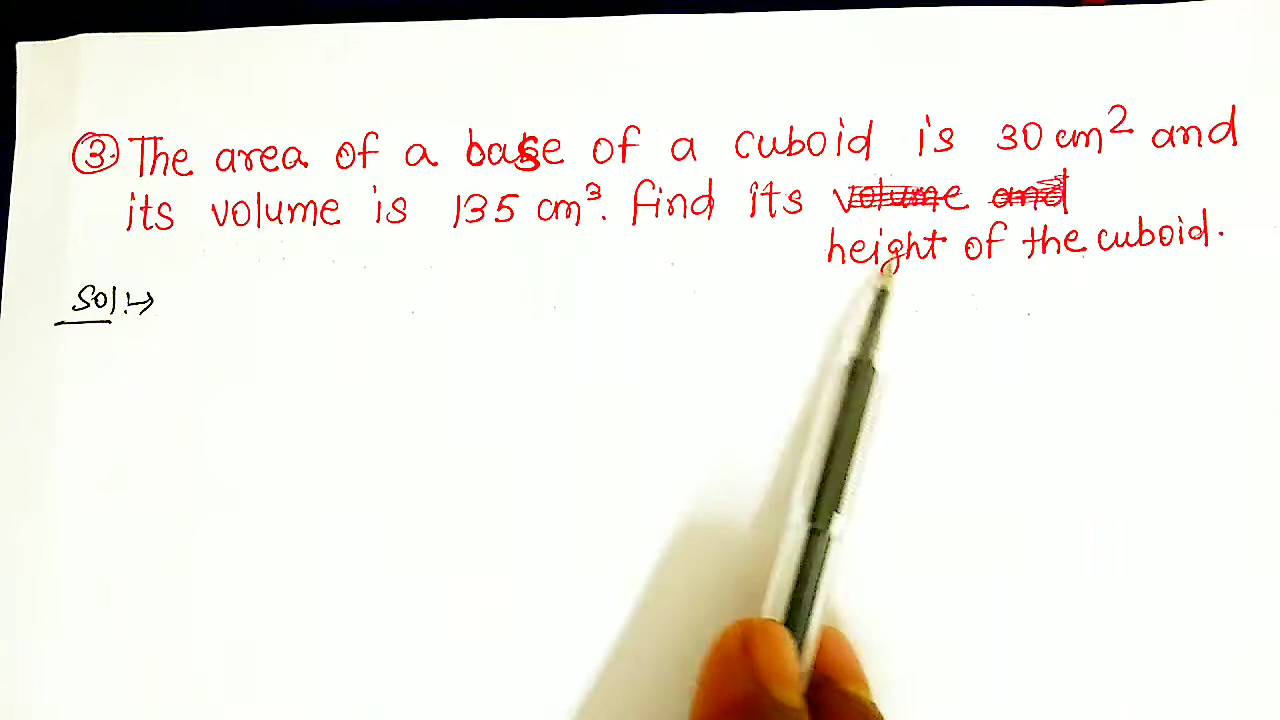 ③ The area of a base of a cuboid is 30 cm² and
its volume is 135 cm³. Find its volume and
height of the cuboid.
Sol:→